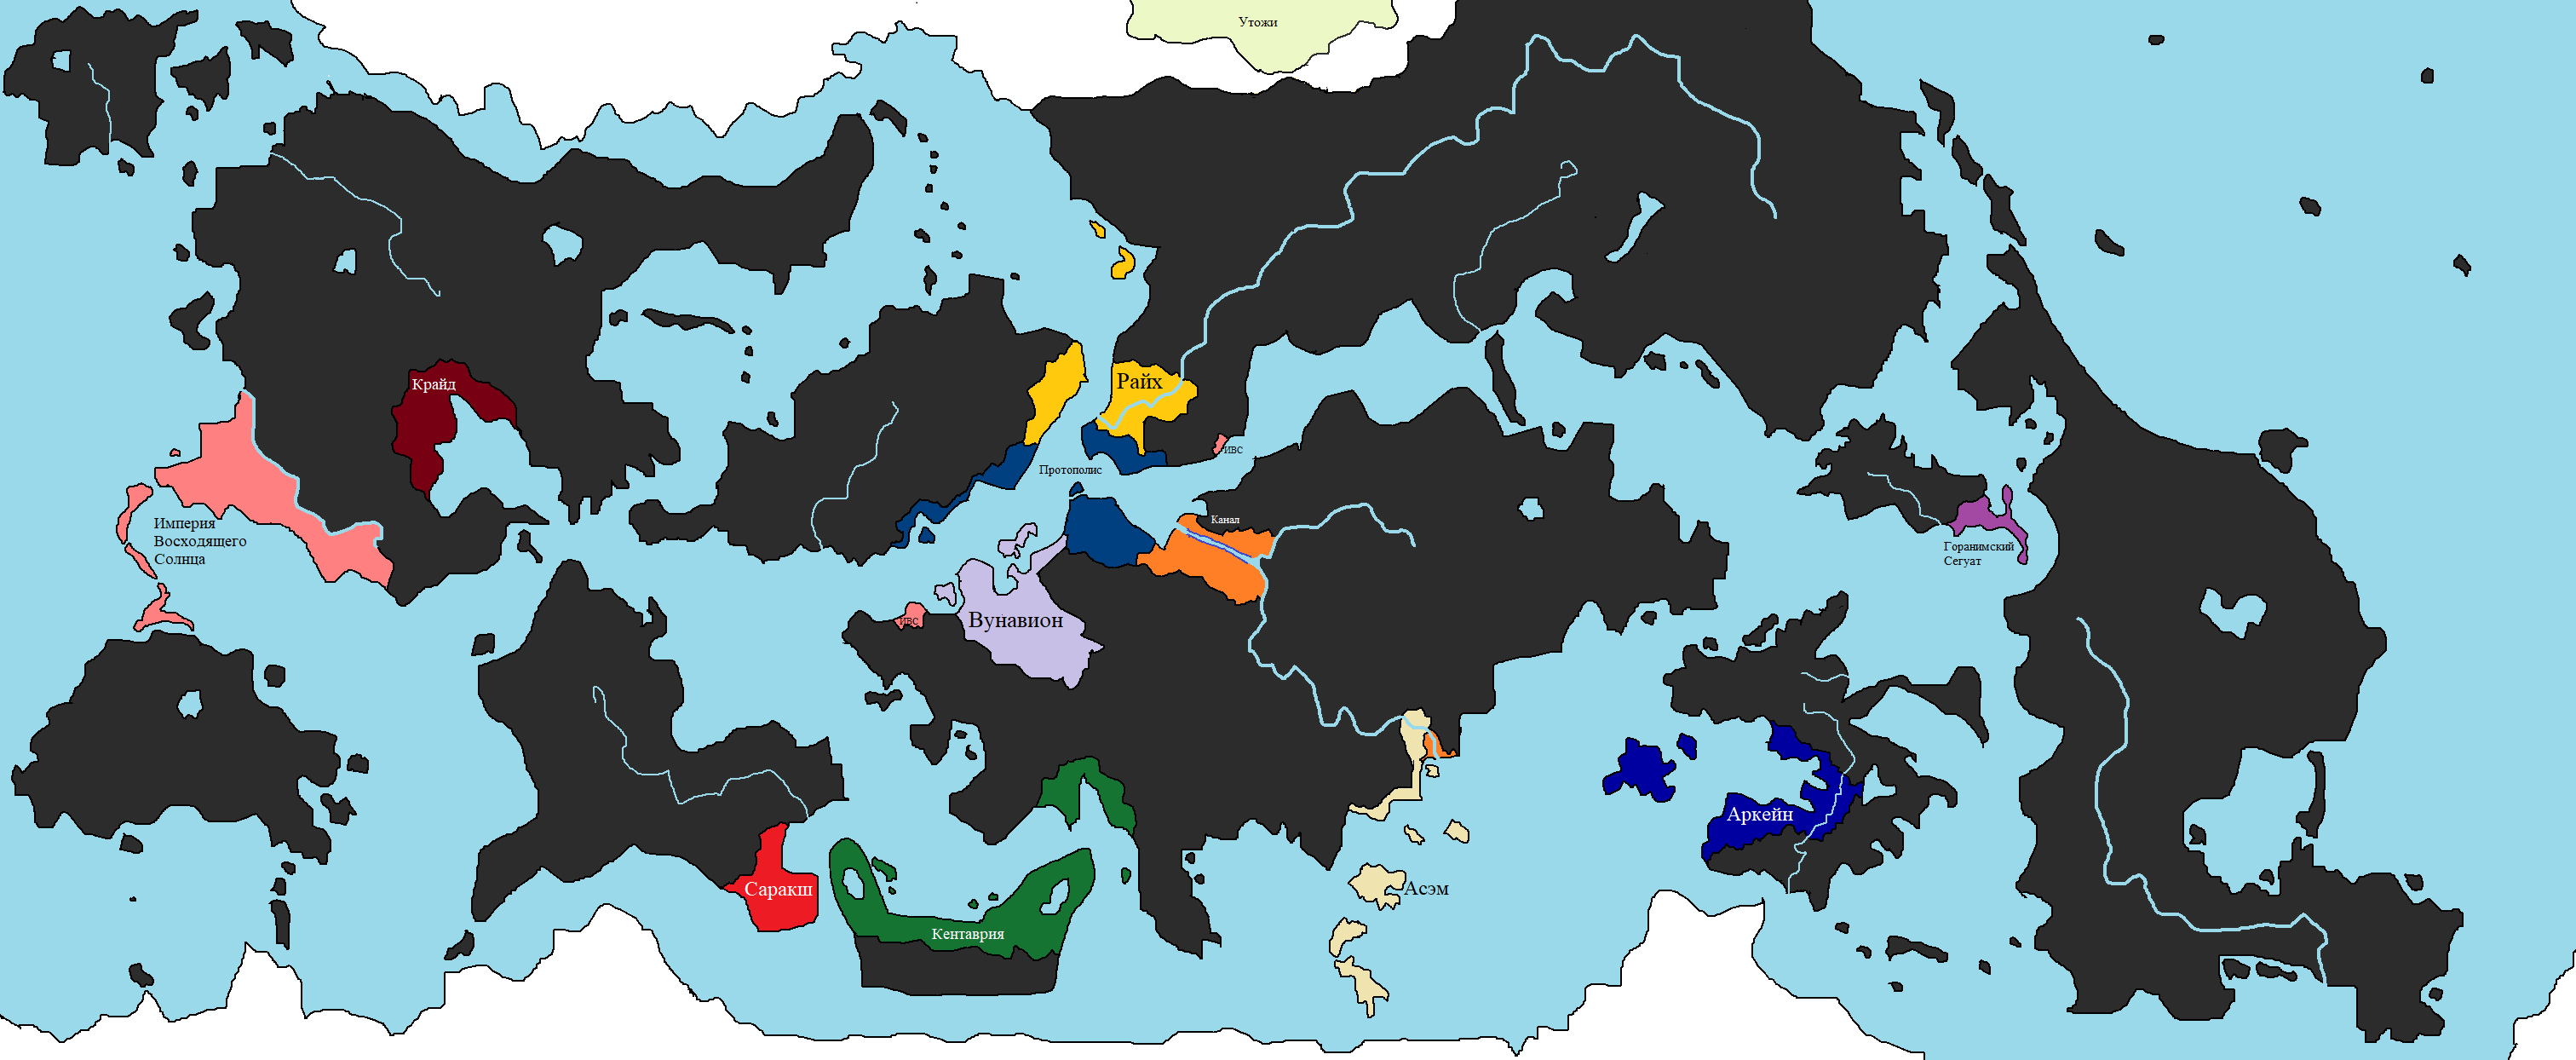 Утожи
Крайд
Райх
ИВС
Протополис
Империя
Восходящего
Солнца
Канал
Горанимский
Сегуат
ИВС
Вунавион
Аркейн
Саракш
Асэм
Кентаврия